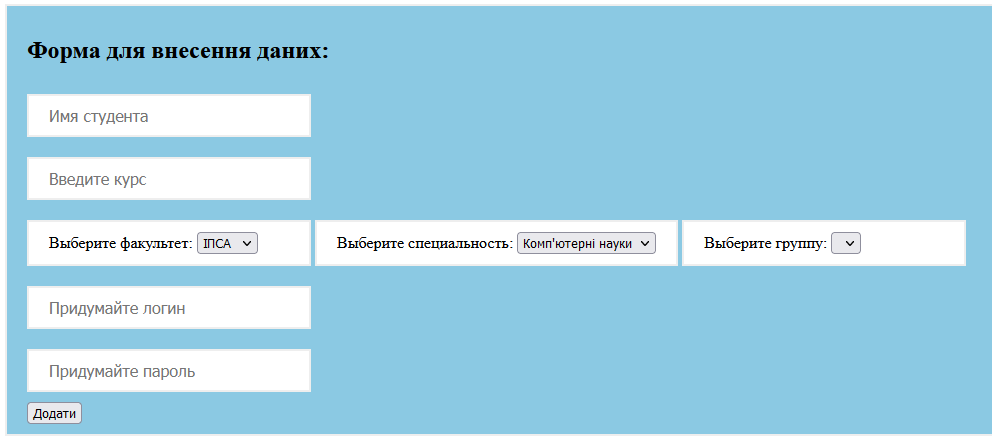 Форма для внесення даних:
Имя студента
Введите курс
Выберите факультет: ІПСА Выберите специальность: Комп'ютерні науки Выберите группу:
Придумайте логин
Придумайте пароль
Додати